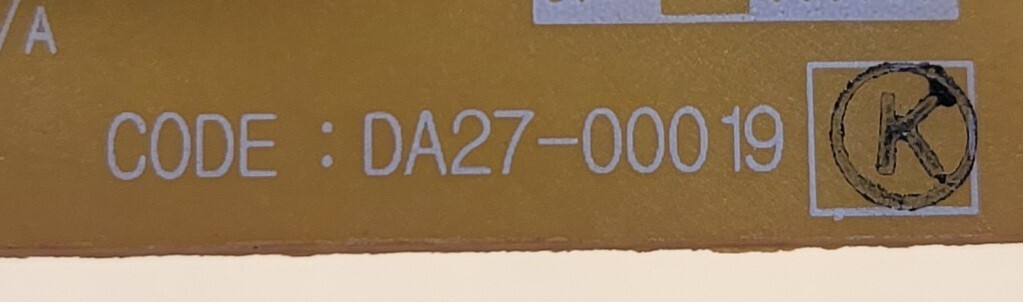 /A
CODE : DA27-00019
K